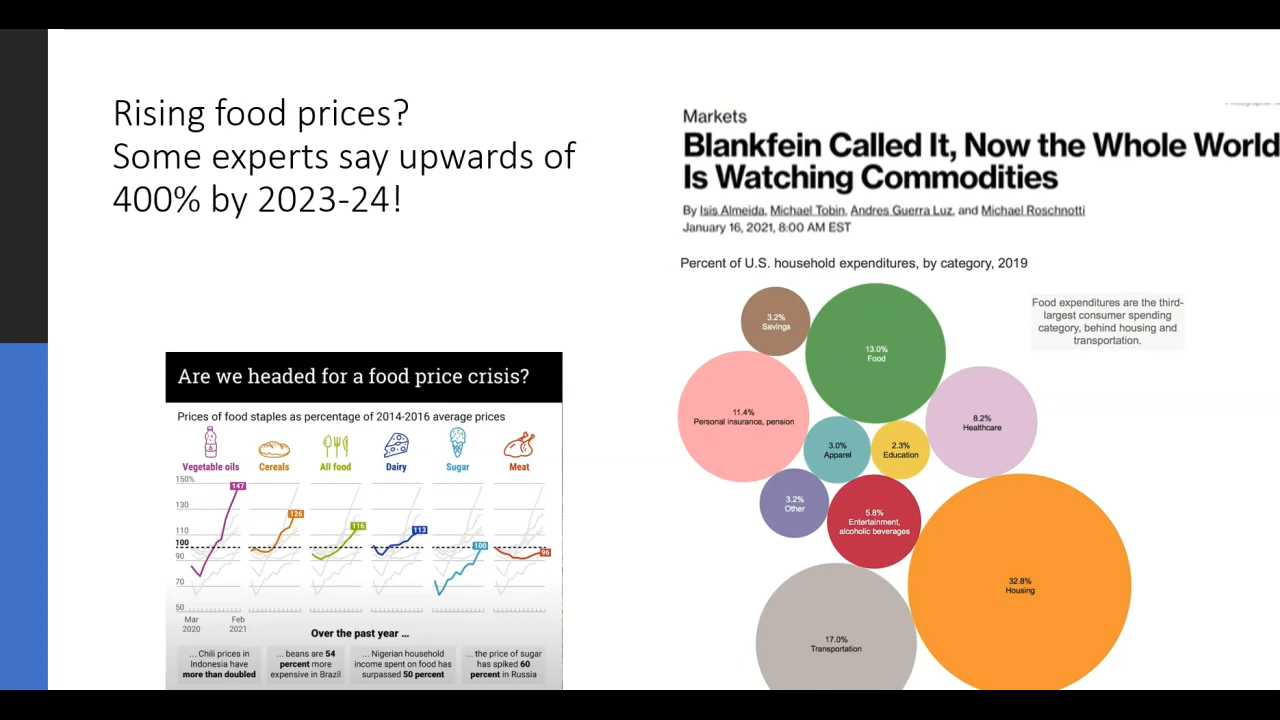 Rising food prices?
Some experts say upwards of
400% by 2023-24!
Markets
Blankfein Called It, Now the Whole World
Is Watching Commodities
By Isis Almeida, Michael Tobin, Andres Guerra Luz, and Michael Roschnotti
January 16, 2021, 8:00 AM EST
Percent of U.S. household expenditures, by category, 2019
Food expenditures are the third-
largest consumer spending
category, behind housing and
transportation.
3.2%
Savings
13.0%
Food
11.4%
Personal insurance, pension
8.2%
Healthcare
3.0%
Apparel
2.3%
Education
3.2%
Other
5.8%
Entertainment,
alcoholic beverages
32.8%
Housing
17.0%
Transportation
Are we headed for a food price crisis?
Prices of food staples as percentage of 2014-2016 average prices
Vegetable oils Cereals All food Dairy Sugar Meat
150%
147
130
126
110
116
113
100
100
96
90
70
50
Mar
2020
Feb
2021
Over the past year ...
... Chili prices in
Indonesia have
more than doubled
... beans are 54
percent more
expensive in Brazil
... Nigerian household
income spent on food has
surpassed 50 percent
... the price of sugar
has spiked 60
percent in Russia